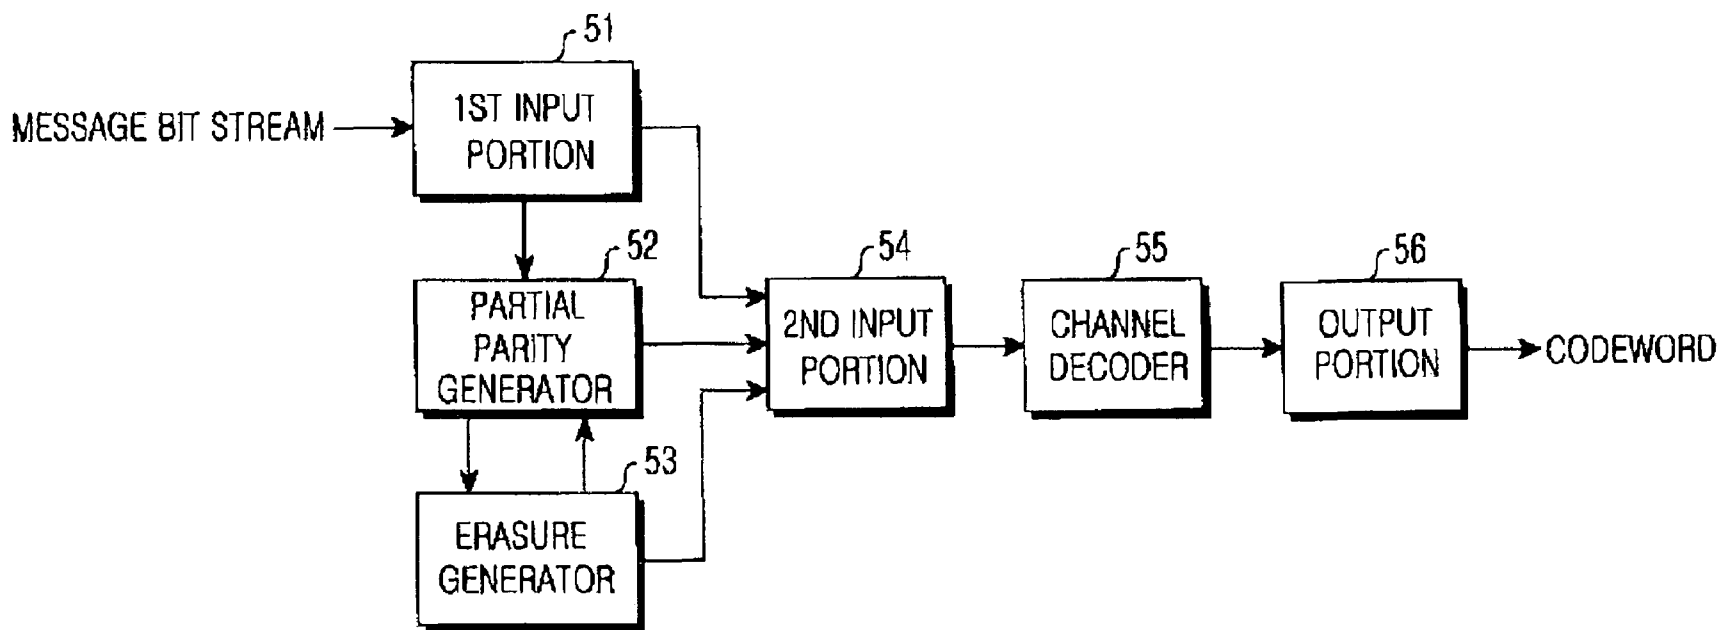 51
MESSAGE BIT STREAM
1ST INPUT
PORTION
52
PARTIAL
PARITY
GENERATOR
53
ERASURE
GENERATOR
54
2ND INPUT
PORTION
55
CHANNEL
DECODER
56
OUTPUT
PORTION
CODEWORD